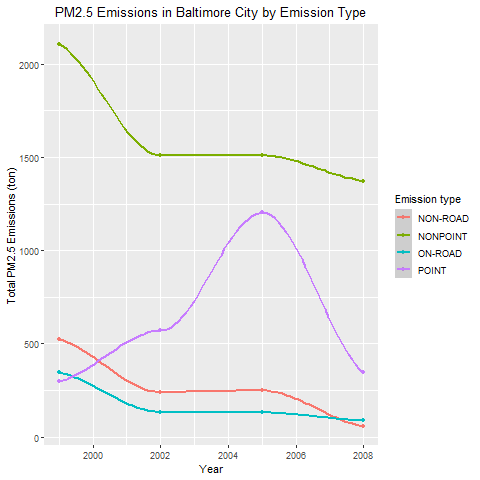 PM2.5 Emissions in Baltimore City by Emission Type
Total PM2.5 Emissions (ton)
2000
1500
1000
500
0
2000
2002
2004
2006
2008
Year
Emission type
NON-ROAD
NONPOINT
ON-ROAD
POINT